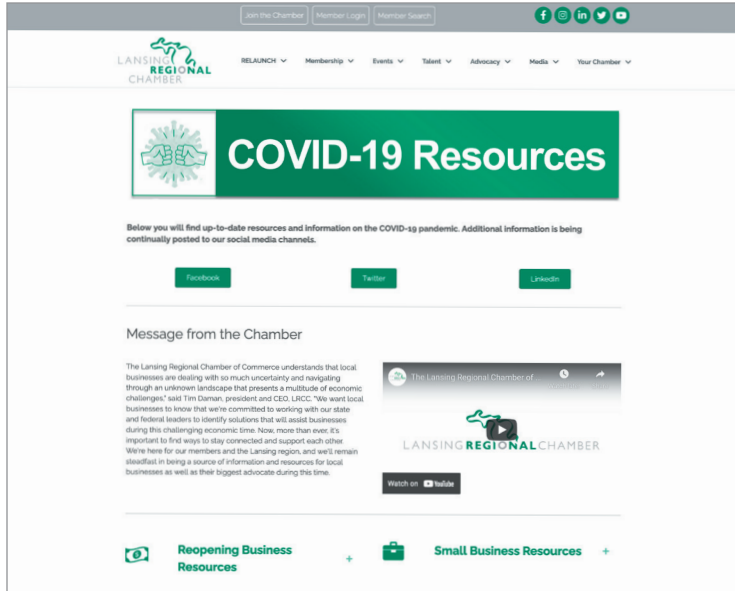 Join the Chamber Member Login Member Search
LANSING
REGIONAL
CHAMBER
RELAUNCH Membership Events Talent Advocacy Media Your Chamber
COVID-19 Resources
Below you will find up-to-date resources and information on the COVID-19 pandemic. Additional information is being
continually posted to our social media channels.
Facebook Twitter LinkedIn
Message from the Chamber
The Lansing Regional Chamber of Commerce understands that local
businesses are dealing with so much uncertainty and navigating
through an unknown landscape that presents a multitude of economic
challenges," said Tim Daman, president and CEO, LRCC. "We want local
businesses to know that we're committed to working with our state
and federal leaders to identify solutions that will assist businesses
during this challenging economic time. Now, more than ever, it's
important to find ways to stay connected and support each other.
We're here for our members and the Lansing region, and we'll remain
steadfast in being a source of information and resources for local
businesses as well as their biggest advocate during this time.
The Lansing Regional Chamber of ...
LANSING REGIONAL CHAMBER
Watch on YouTube
Reopening Business
Resources +
Small Business Resources +